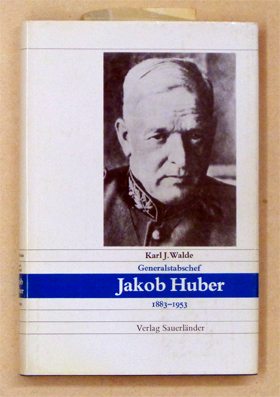 Karl J. Walde
Generalstabschef
Jakob Huber
1883-1953
Verlag Sauerländer